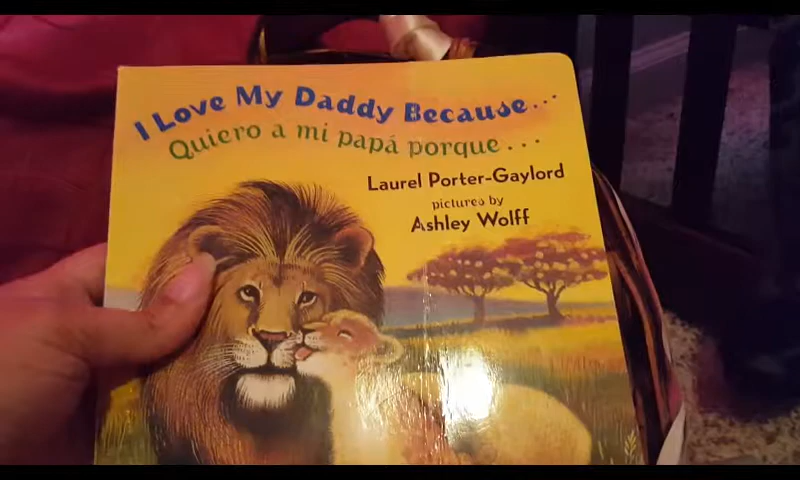 I Love My Daddy Because...
Quiero a mi papá porque...
Laurel Porter-Gaylord
pictures by
Ashley Wolff